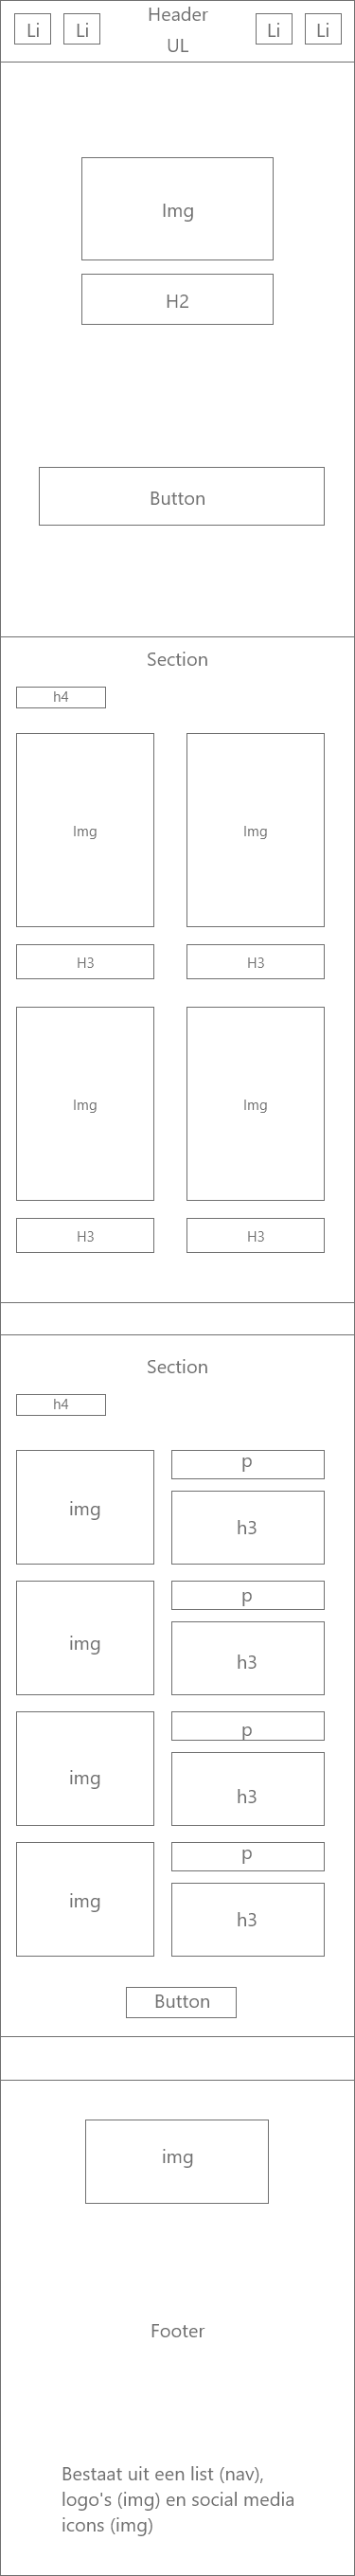 Header
Li Li UL Li Li
Img
H2
Button
Section
h4
Img Img
H3 H3
Img Img
H3 H3
Section
h4
img
p
h3
img
p
h3
img
p
h3
img
p
h3
Button
img
Footer
Bestaat uit een list (nav),
logo's (img) en social media
icons (img)